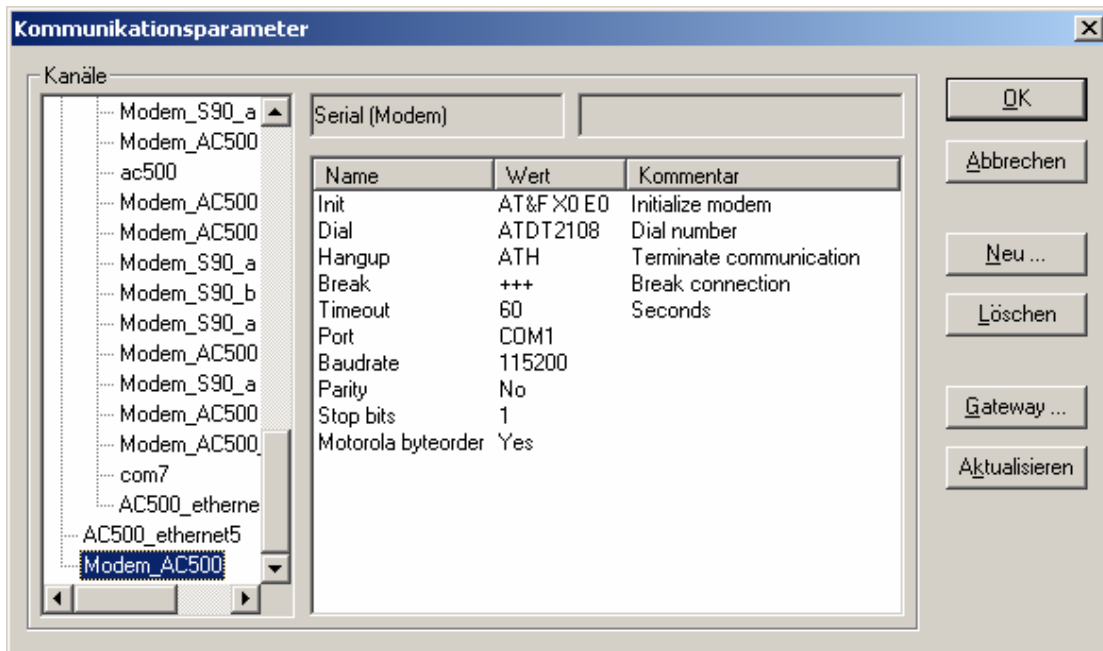 Kommunikationsparameter
Kanäle
Modem_S90_a
Modem_AC500
ac500
Modem_AC500
Modem_AC500
Modem_S90_a
Modem_S90_b
Modem_S90_a
Modem_AC500
Modem_S90_a
Modem_AC500
Modem_AC500_
com7
AC500_etherne
AC500_ethernet5
Modem_AC500
Serial (Modem)
Name Wert Kommentar
Init AT&F X0 E0 Initialize modem
Dial ATDT2108 Dial number
Hangup ATH Terminate communication
Break +++ Break connection
Timeout 60 Seconds
Port COM1
Baudrate 115200
Parity No
Stop bits 1
Motorola byteorder Yes
OK
Abbrechen
Neu ...
Löschen
Gateway ...
Aktualisieren